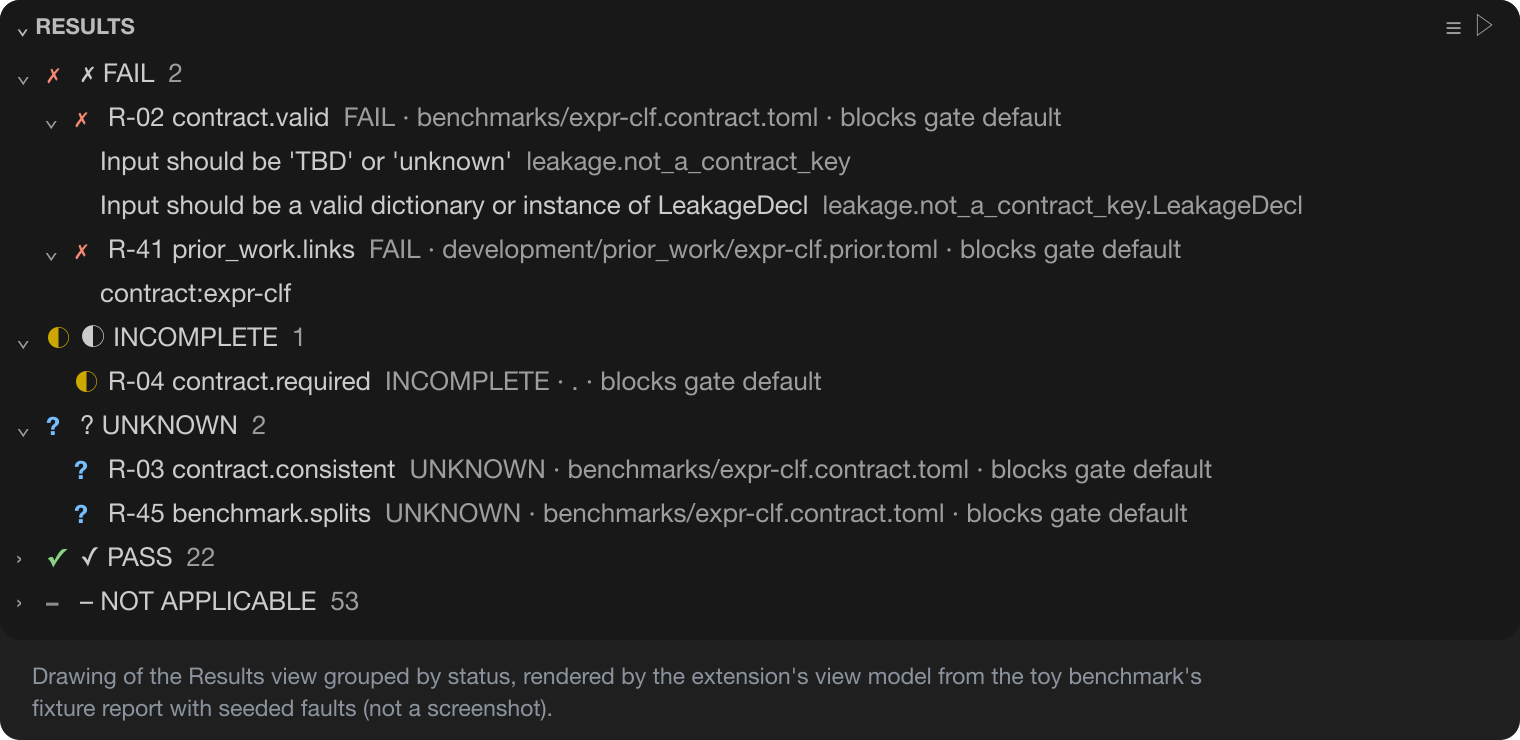 RESULTS
✗ ✗ FAIL 2
✗ R-02 contract.valid FAIL · benchmarks/expr-clf.contract.toml · blocks gate default
Input should be 'TBD' or 'unknown' leakage.not_a_contract_key
Input should be a valid dictionary or instance of LeakageDecl leakage.not_a_contract_key.LeakageDecl
✗ R-41 prior_work.links FAIL · development/prior_work/expr-clf.prior.toml · blocks gate default
contract:expr-clf
◐ ◐ INCOMPLETE 1
◐ R-04 contract.required INCOMPLETE · . · blocks gate default
? ? UNKNOWN 2
? R-03 contract.consistent UNKNOWN · benchmarks/expr-clf.contract.toml · blocks gate default
? R-45 benchmark.splits UNKNOWN · benchmarks/expr-clf.contract.toml · blocks gate default
✓ ✓ PASS 22
– – NOT APPLICABLE 53
Drawing of the Results view grouped by status, rendered by the extension's view model from the toy benchmark's
fixture report with seeded faults (not a screenshot).